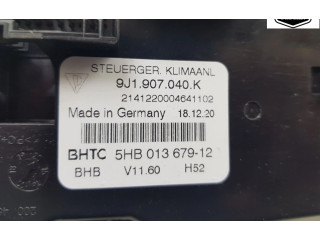 STEUERGER. KLIMAANL
9J1.907.040.K
2141220004641102
Made in Germany 18.12.20
BHTC 5HB 013 679-12
BHB V11.60 H52